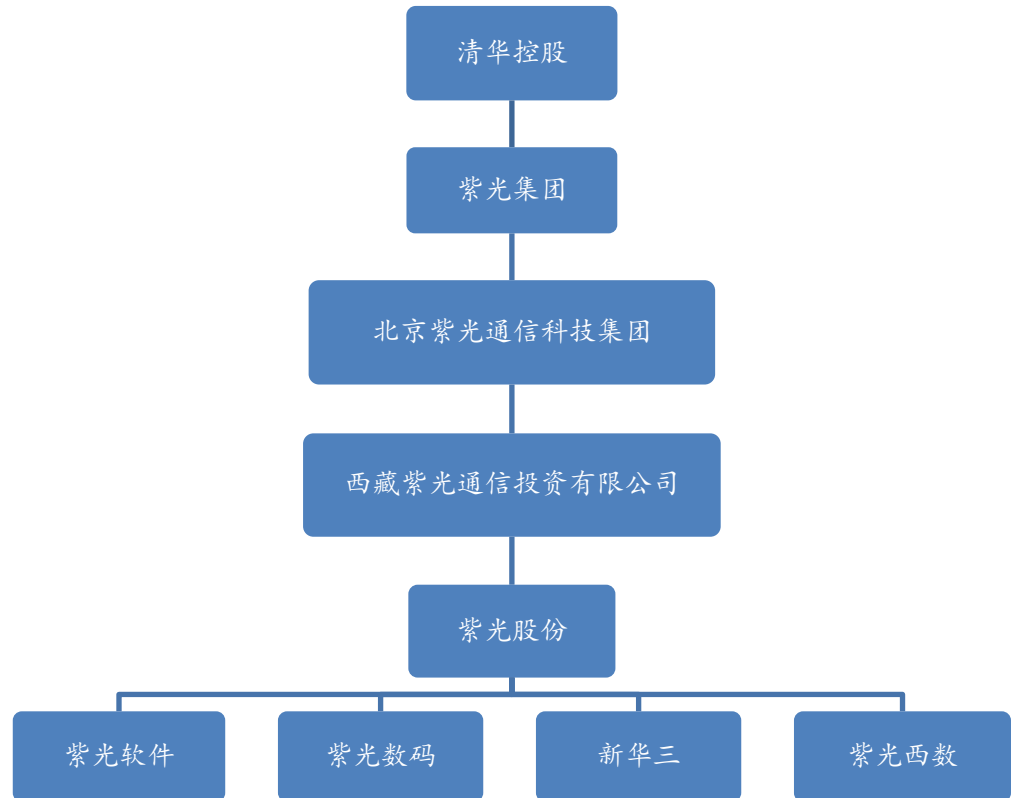 清华控股
紫光集团
北京紫光通信科技集团
西藏紫光通信投资有限公司
紫光股份
紫光软件
紫光数码
新华三
紫光西数